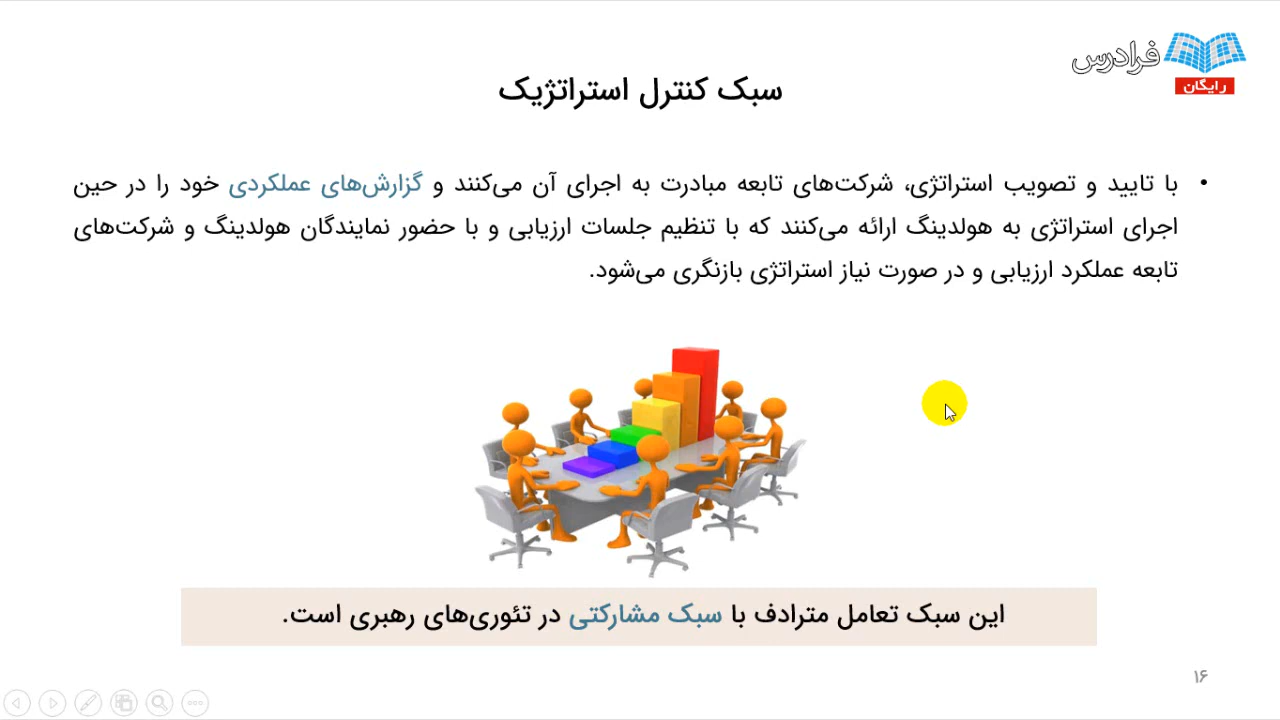 فرادرس
رایگان
سبک کنترل استراتژیک
• با تایید و تصویب استراتژی، شرکت‌های تابعه مبادرت به اجرای آن می‌کنند و گزارش‌های عملکردی خود را در حین
اجرای استراتژی به هولدینگ ارائه می‌کنند که با تنظیم جلسات ارزیابی و با حضور نمایندگان هولدینگ و شرکت‌های
تابعه عملکرد ارزیابی و در صورت نیاز استراتژی بازنگری می‌شود.
این سبک تعامل مترادف با سبک مشارکتی در تئوری‌های رهبری است.
۱۶